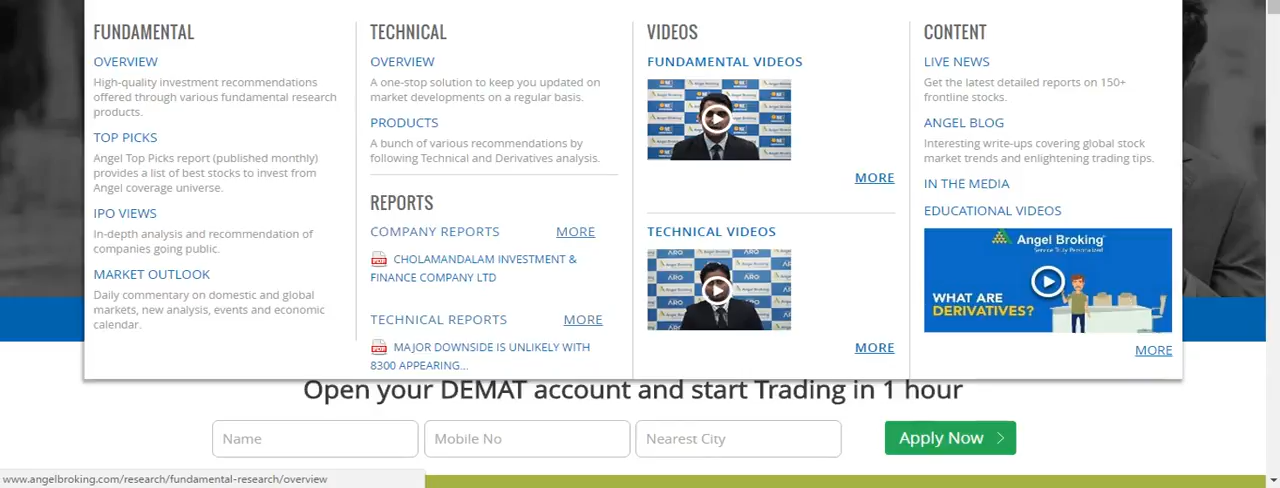 FUNDAMENTAL
OVERVIEW
High-quality investment recommendations
offered through various fundamental research
products.
TOP PICKS
Angel Top Picks report (published monthly)
provides a list of best stocks to invest from
Angel coverage universe.
IPO VIEWS
In-depth analysis and recommendation of
companies going public.
MARKET OUTLOOK
Daily commentary on domestic and global
markets, new analysis, events and economic
calendar.
TECHNICAL
OVERVIEW
A one-stop solution to keep you updated on
market developments on a regular basis.
PRODUCTS
A bunch of various recommendations by
following Technical and Derivatives analysis.
REPORTS
COMPANY REPORTS MORE
CHOLAMANDALAM INVESTMENT &
FINANCE COMPANY LTD
TECHNICAL REPORTS MORE
MAJOR DOWNSIDE IS UNLIKELY WITH
8300 APPEARING...
VIDEOS
FUNDAMENTAL VIDEOS
Angel Broking
MORE
TECHNICAL VIDEOS
Angel Broking
MORE
CONTENT
LIVE NEWS
Get the latest detailed reports on 150+
frontline stocks.
ANGEL BLOG
Interesting write-ups covering global stock
market trends and enlightening trading tips.
IN THE MEDIA
EDUCATIONAL VIDEOS
Angel Broking
Service Truly Personalized
WHAT ARE
DERIVATIVES?
MORE
Open your DEMAT account and start Trading in 1 hour
Name
Mobile No
Nearest City
Apply Now
www.angelbroking.com/research/fundamental-research/overview